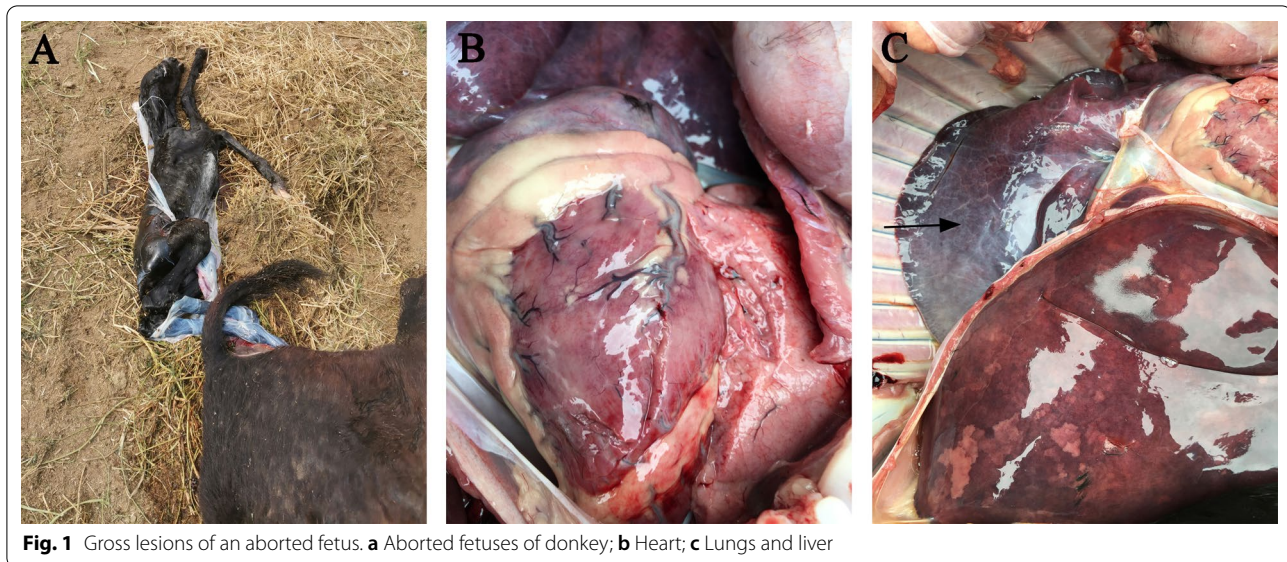 A
B
C
Fig. 1 Gross lesions of an aborted fetus. a Aborted fetuses of donkey; b Heart; c Lungs and liver